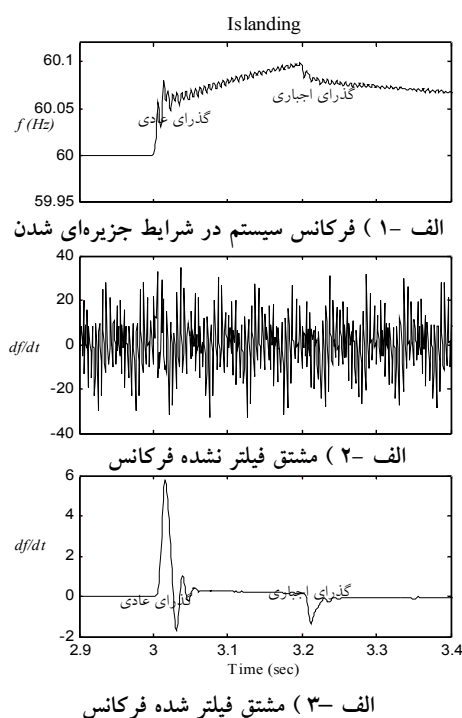 Islanding
60.1
60.05
f (Hz)
60
59.95
گذرای عادی
گذرای اجباری
الف -۱ ) فرکانس سیستم در شرایط جزیره‌ای شدن
40
20
df/dt
0
-20
-40
الف -۲ ) مشتق فیلتر نشده فرکانس
6
4
df/dt
2
0
-2
گذرای عادی
گذرای اجباری
2.9 3 3.1 3.2 3.3 3.4
Time (sec)
الف -۳ ) مشتق فیلتر شده فرکانس